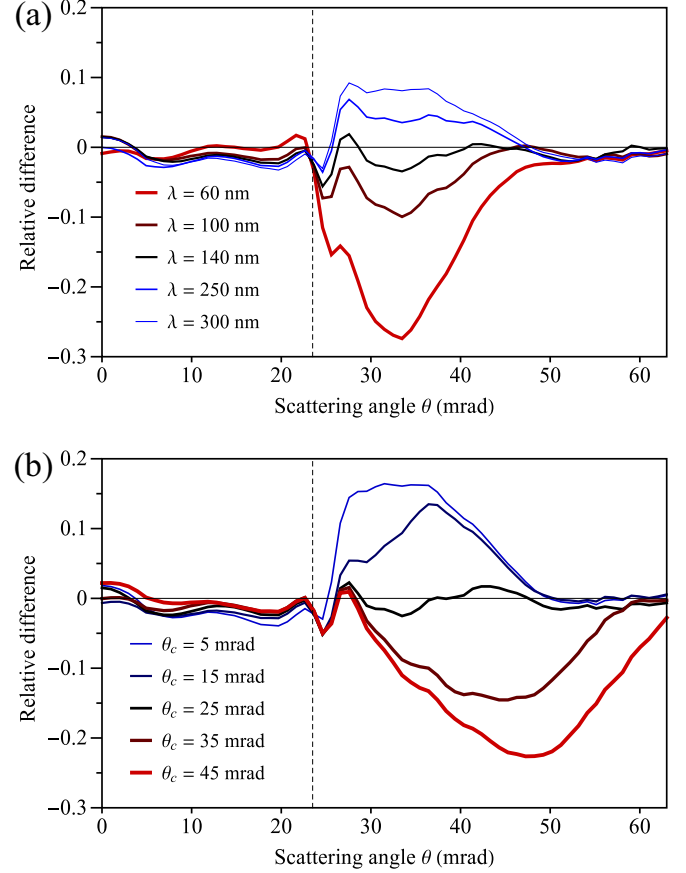 (a)
0.2
0.1
0
−0.1
−0.2
−0.3
Relative difference
λ = 60 nm
λ = 100 nm
λ = 140 nm
λ = 250 nm
λ = 300 nm
0 10 20 30 40 50 60
Scattering angle θ (mrad)
(b)
0.2
0.1
0
−0.1
−0.2
−0.3
Relative difference
θc = 5 mrad
θc = 15 mrad
θc = 25 mrad
θc = 35 mrad
θc = 45 mrad
0 10 20 30 40 50 60
Scattering angle θ (mrad)